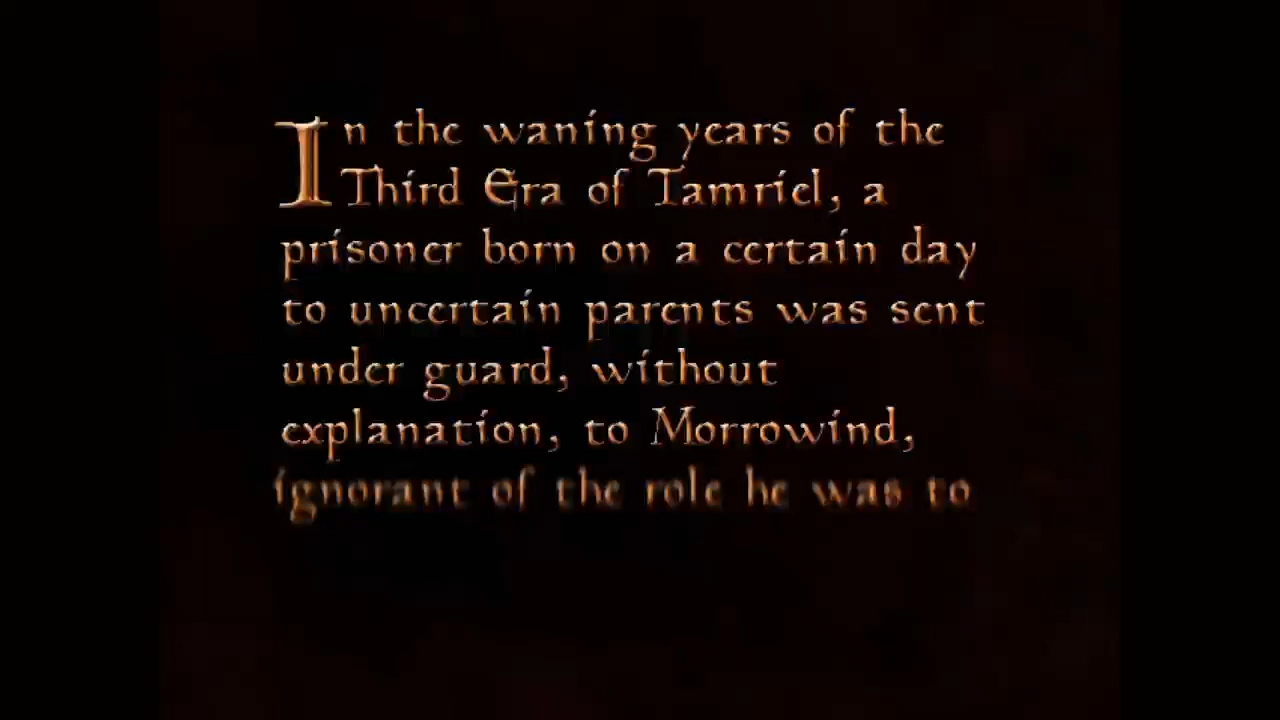 In the waning years of the
Third Era of Tamriel, a
prisoner born on a certain day
to uncertain parents was sent
under guard, without
explanation, to Morrowind,
ignorant of the role he was to